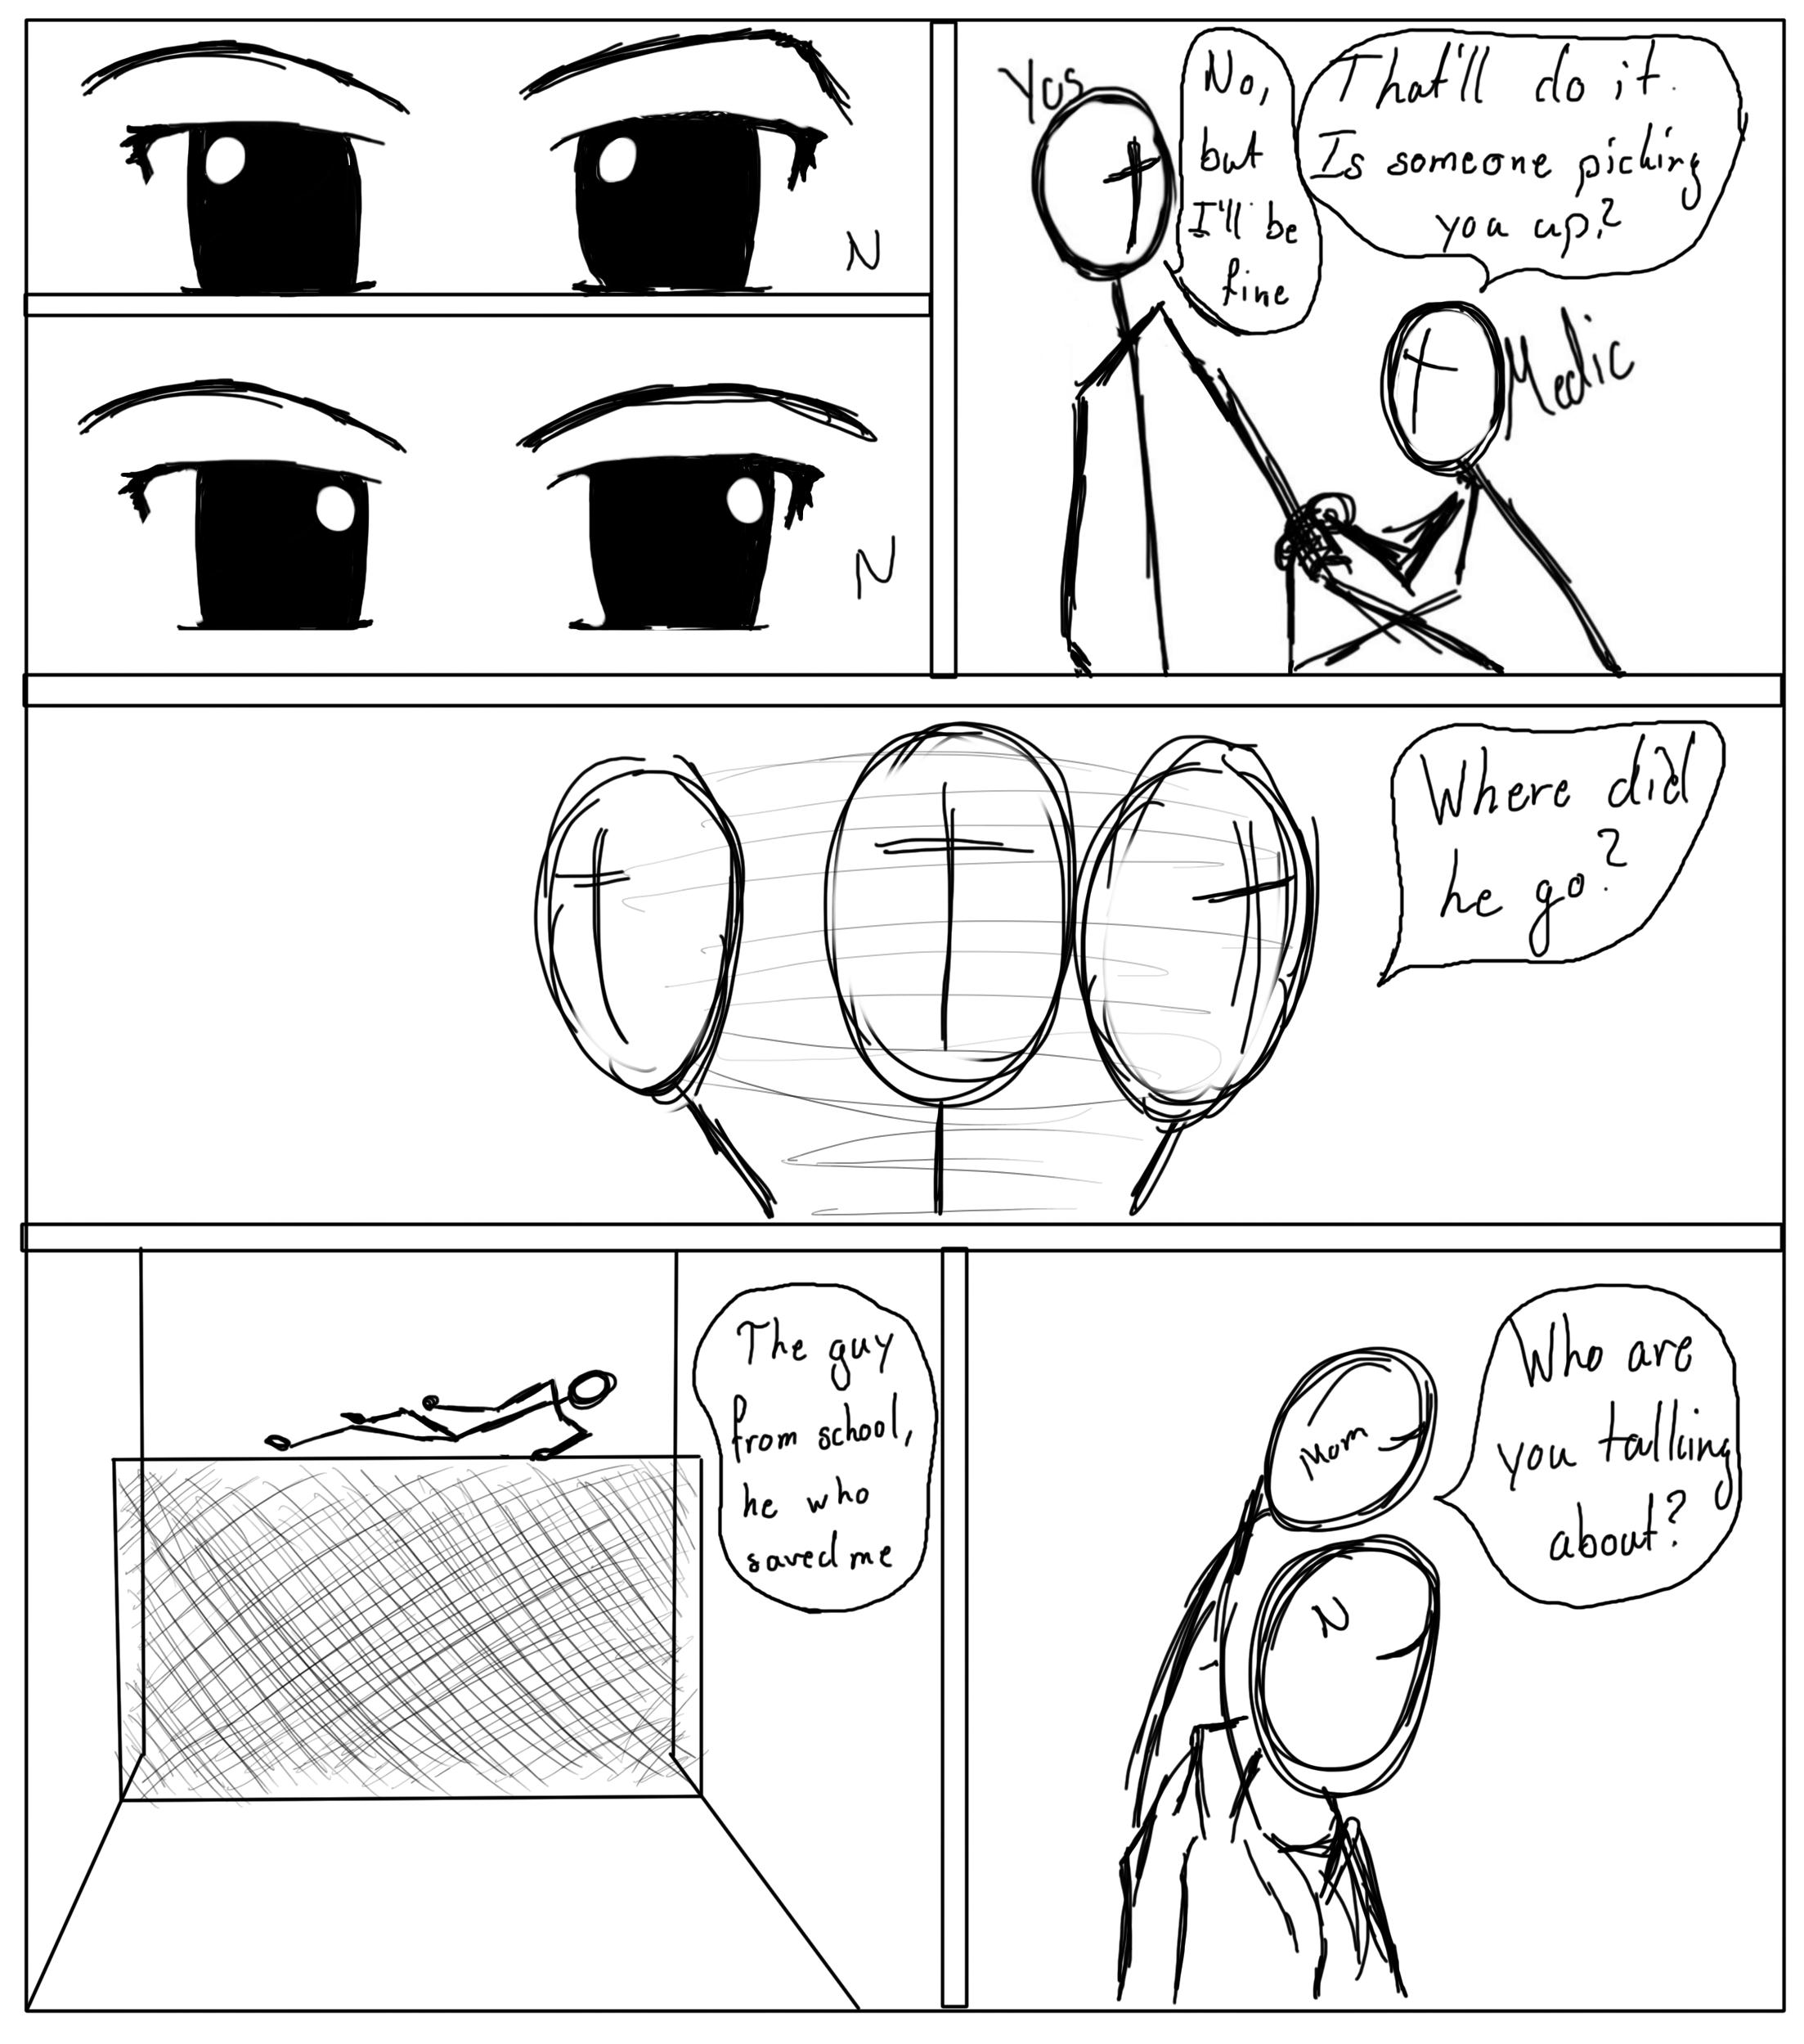 That'll do it.
Is someone picking
you up?
Medic
No,
but
I'll be
fine
Yus
N
N
Where did
he go?
Who are
you talking
about?
Mom
N
The guy
from school,
he who
saved me